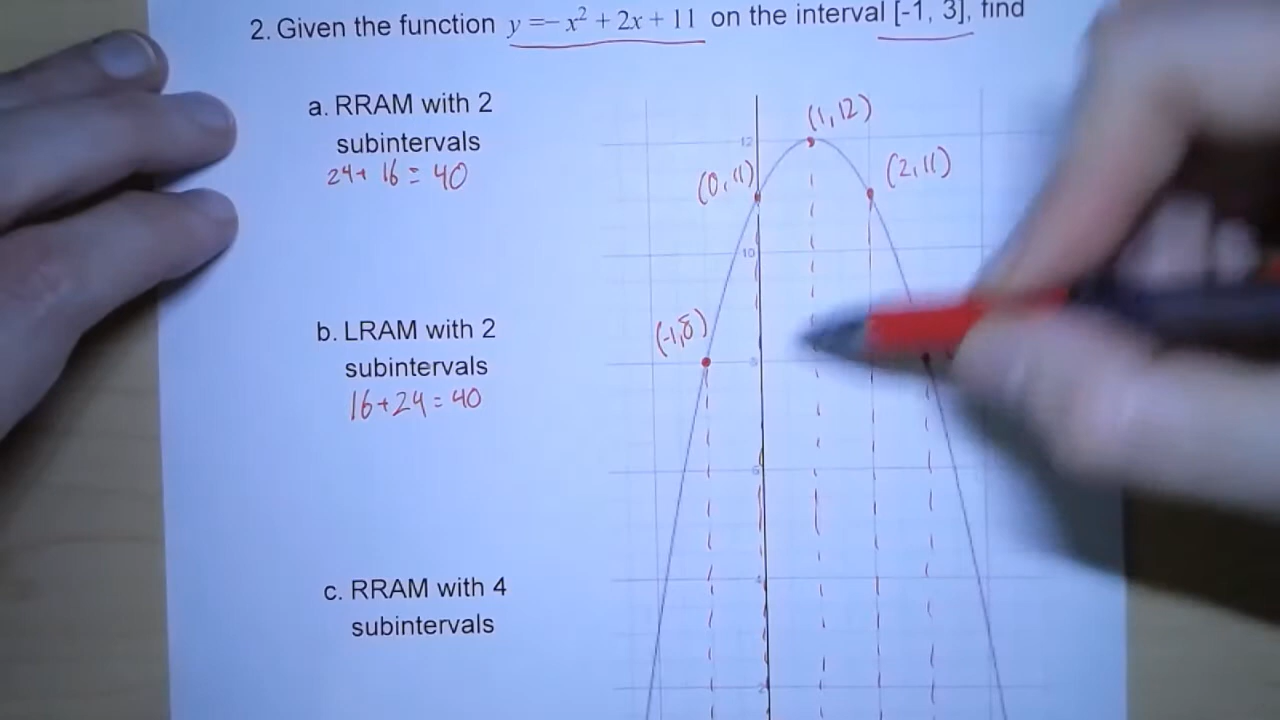 2. Given the function y = - x² + 2x + 11 on the interval [-1, 3], find
a. RRAM with 2
subintervals
24+ 16 = 40
b. LRAM with 2
subintervals
16+24 = 40
c. RRAM with 4
subintervals
(1,12)
12
(0,11)
(2,11)
10
(-1,8)
8
6
4
2